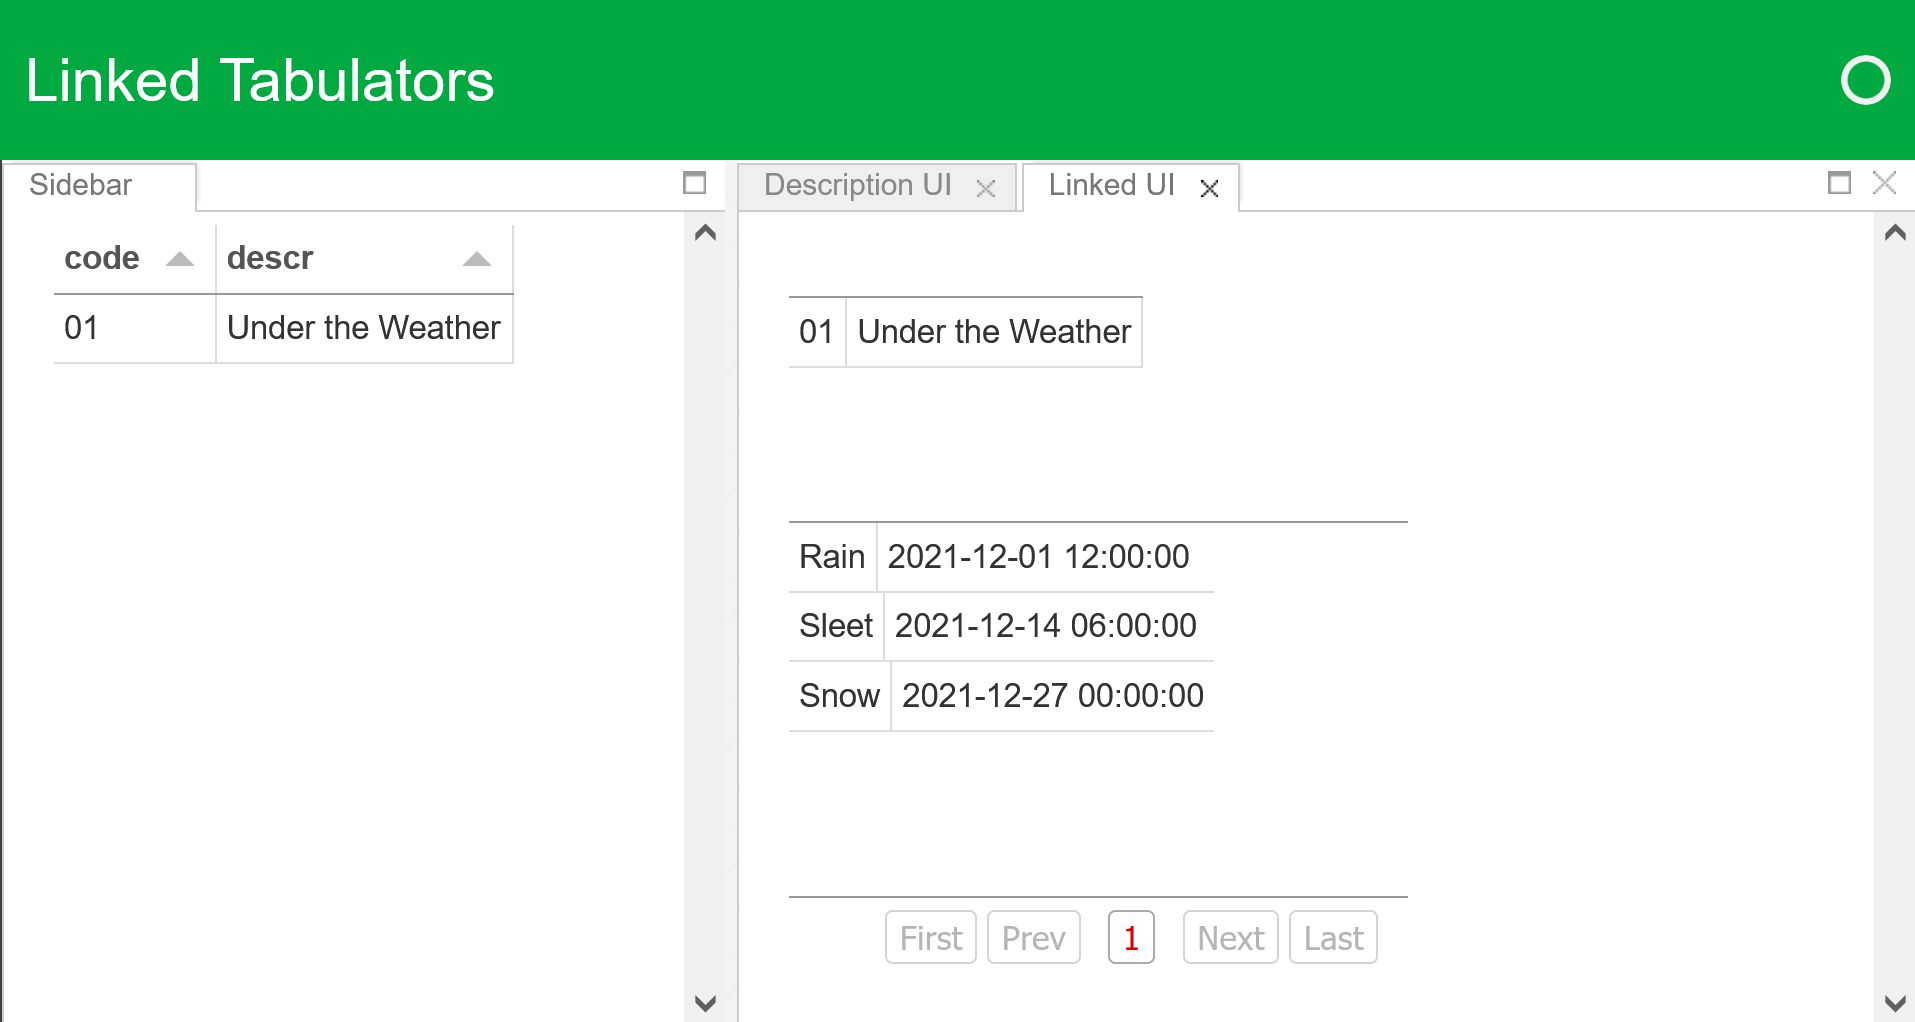 Linked Tabulators
Sidebar
code descr
01 Under the Weather
Description UI Linked UI
01 Under the Weather
Rain 2021-12-01 12:00:00
Sleet 2021-12-14 06:00:00
Snow 2021-12-27 00:00:00
First Prev 1 Next Last